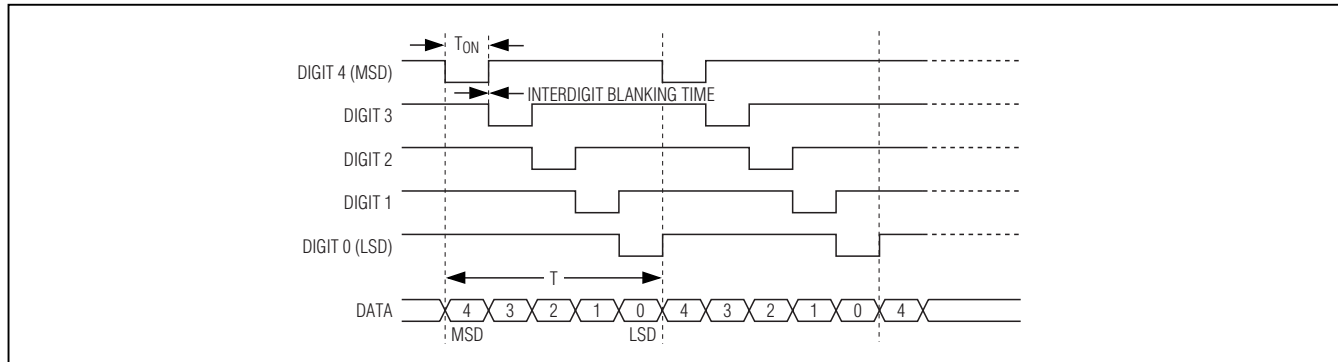 T_ON
DIGIT 4 (MSD)
INTERDIGIT BLANKING TIME
DIGIT 3
DIGIT 2
DIGIT 1
DIGIT 0 (LSD)
T
DATA 4 3 2 1 0 4 3 2 1 0 4
MSD LSD